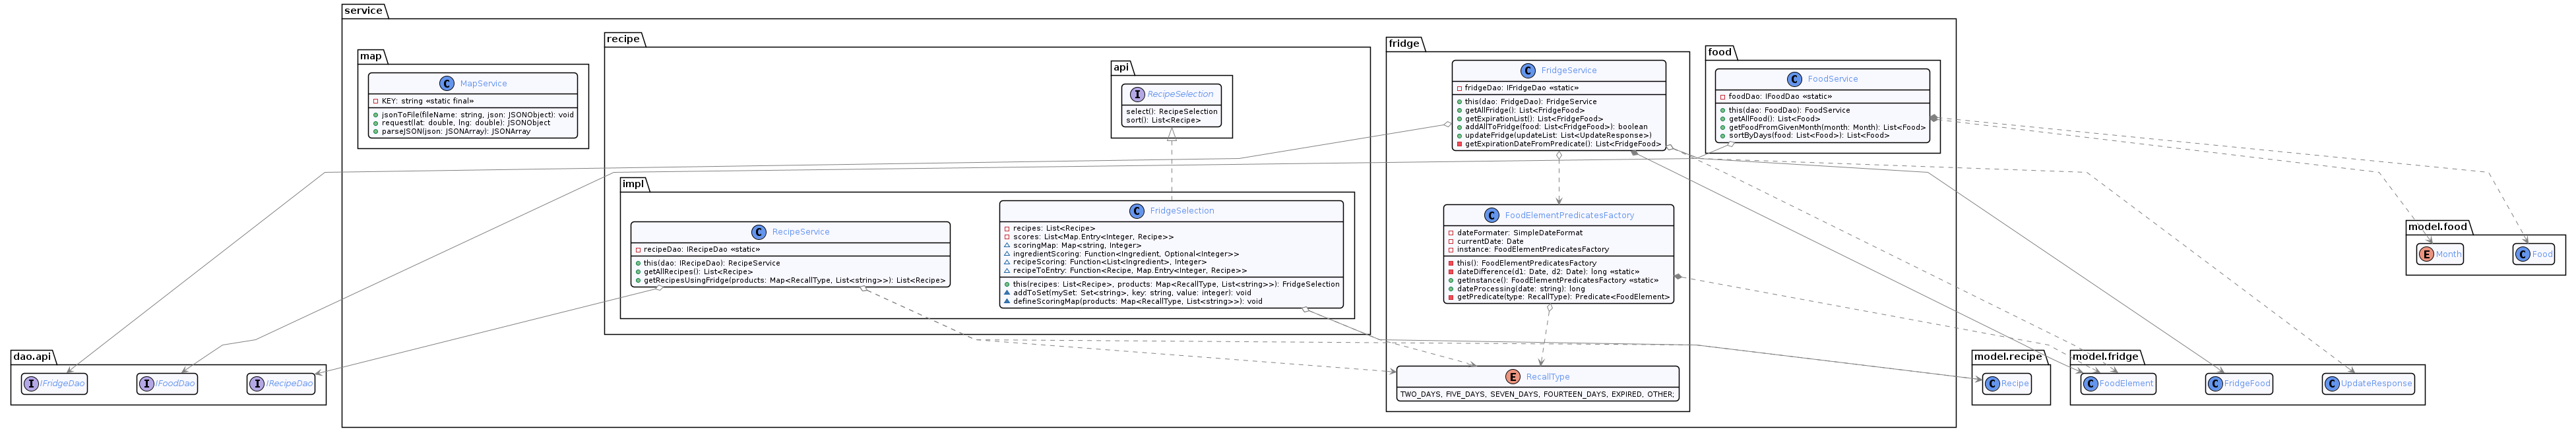 service
map
C MapService
KEY: string «static final»
jsonToFile(fileName: string, json: JSONObject): void
request(lat: double, lng: double): JSONObject
parseJSON(json: JSONArray): JSONArray
recipe
api
I RecipeSelection
select(): RecipeSelection
sort(): List<Recipe>
impl
C RecipeService
recipeDao: IRecipeDao «static»
this(dao: IRecipeDao): RecipeService
getAllRecipes(): List<Recipe>
getRecipesUsingFridge(products: Map<RecallType, List<string>>): List<Recipe>
C FridgeSelection
recipes: List<Recipe>
scores: List<Map.Entry<Integer, Recipe>>
scoringMap: Map<string, Integer>
ingredientScoring: Function<Ingredient, Optional<Integer>>
recipeScoring: Function<List<Ingredient>, Integer>
recipeToEntry: Function<Recipe, Map.Entry<Integer, Recipe>>
this(recipes: List<Recipe>, products: Map<RecallType, List<string>>): FridgeSelection
addToSet(mySet: Set<string>, key: string, value: integer): void
defineScoringMap(products: Map<RecallType, List<string>>): void
fridge
C FridgeService
fridgeDao: IFridgeDao «static»
this(dao: FridgeDao): FridgeService
getAllFridge(): List<FridgeFood>
getExpirationList(): List<FridgeFood>
addAllToFridge(food: List<FridgeFood>): boolean
updateFridge(updateList: List<UpdateResponse>)
getExpirationDateFromPredicate(): List<FridgeFood>
C FoodElementPredicatesFactory
dateFormater: SimpleDateFormat
currentDate: Date
instance: FoodElementPredicatesFactory
this(): FoodElementPredicatesFactory
dateDifference(d1: Date, d2: Date): long «static»
getInstance(): FoodElementPredicatesFactory «static»
dateProcessing(date: string): long
getPredicate(type: RecallType): Predicate<FoodElement>
E RecallType
TWO_DAYS, FIVE_DAYS, SEVEN_DAYS, FOURTEEN_DAYS, EXPIRED, OTHER;
food
C FoodService
foodDao: IFoodDao «static»
this(dao: FoodDao): FoodService
getAllFood(): List<Food>
getFoodFromGivenMonth(month: Month): List<Food>
sortByDays(food: List<Food>): List<Food>
model.food
E Month
C Food
dao.api
I IFridgeDao
I IFoodDao
I IRecipeDao
model.recipe
C Recipe
model.fridge
C FoodElement
C FridgeFood
C UpdateResponse